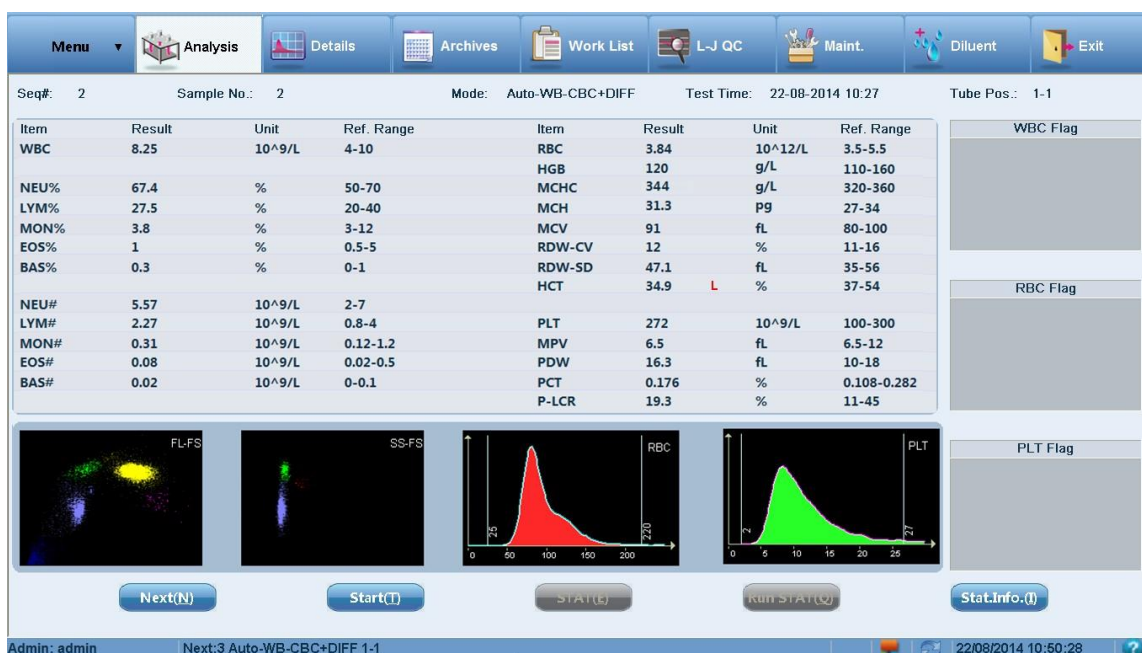 Menu ▼ Analysis Details Archives Work List L-J QC Maint. Diluent Exit
Seq#: 2 Sample No.: 2 Mode: Auto-WB-CBC+DIFF Test Time: 22-08-2014 10:27 Tube Pos.: 1-1
Item Result Unit Ref. Range Item Result Unit Ref. Range WBC Flag
WBC 8.25 10^9/L 4-10 RBC 3.84 10^12/L 3.5-5.5
HGB 120 g/L 110-160
NEU% 67.4 % 50-70 MCHC 344 g/L 320-360
LYM% 27.5 % 20-40 MCH 31.3 Pg 27-34
MON% 3.8 % 3-12 MCV 91 fL 80-100
EOS% 1 % 0.5-5 RDW-CV 12 % 11-16
BAS% 0.3 % 0-1 RDW-SD 47.1 fL 35-56
HCT 34.9 L % 37-54 RBC Flag
NEU# 5.57 10^9/L 2-7
LYM# 2.27 10^9/L 0.8-4 PLT 272 10^9/L 100-300
MON# 0.31 10^9/L 0.12-1.2 MPV 6.5 fL 6.5-12
EOS# 0.08 10^9/L 0.02-0.5 PDW 16.3 fL 10-18
BAS# 0.02 10^9/L 0-0.1 PCT 0.176 % 0.108-0.282
P-LCR 19.3 % 11-45
FL-FS SS-FS RBC PLT PLT Flag
25 220 2 27
0 50 100 150 200 0 5 10 15 20 25
Next(N) Start(T) STAT(E) Run STAT(Q) Stat.Info.(I)
Admin: admin Next:3 Auto-WB-CBC+DIFF 1-1 22/08/2014 10:50:28 ?